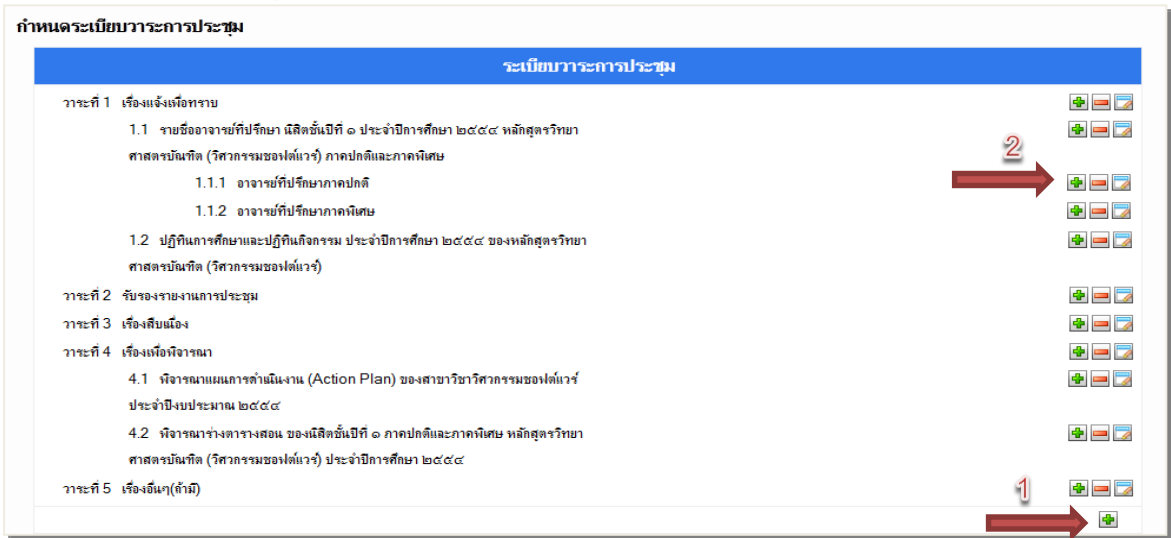 กำหนดระเบียบวาระการประชุม
ระเบียบวาระการประชุม
วาระที่ 1 เรื่องแจ้งเพื่อทราบ
1.1 รายชื่ออาจารย์ที่ปรึกษา นิสิตชั้นปีที่ ๑ ประจำปีการศึกษา ๒๕๕๔ หลักสูตรวิทยา
ศาสตรบัณฑิต (วิศวกรรมซอฟต์แวร์) ภาคปกติและภาคพิเศษ
2
1.1.1 อาจารย์ที่ปรึกษาภาคปกติ
1.1.2 อาจารย์ที่ปรึกษาภาคพิเศษ
1.2 ปฏิทินการศึกษาและปฏิทินกิจกรรม ประจำปีการศึกษา ๒๕๕๔ ของหลักสูตรวิทยา
ศาสตรบัณฑิต (วิศวกรรมซอฟต์แวร์)
วาระที่ 2 รับรองรายงานการประชุม
วาระที่ 3 เรื่องสืบเนื่อง
วาระที่ 4 เรื่องเพื่อพิจารณา
4.1 พิจารณาแผนการดำเนินงาน (Action Plan) ของสาขาวิชาวิศวกรรมซอฟต์แวร์
ประจำปีงบประมาณ ๒๕๕๔
4.2 พิจารณาร่างตารางสอน ของนิสิตชั้นปีที่ ๑ ภาคปกติและภาคพิเศษ หลักสูตรวิทยา
ศาสตรบัณฑิต (วิศวกรรมซอฟต์แวร์) ประจำปีการศึกษา ๒๕๕๔
วาระที่ 5 เรื่องอื่นๆ(ถ้ามี)
1